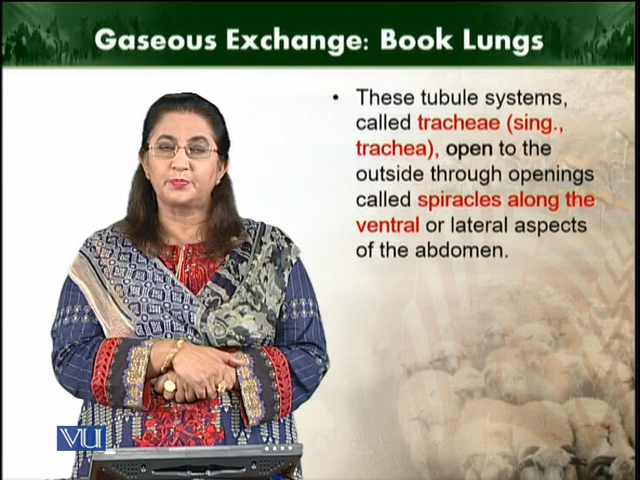 Gaseous Exchange: Book Lungs
• These tubule systems,
called tracheae (sing.,
trachea), open to the
outside through openings
called spiracles along the
ventral or lateral aspects
of the abdomen.
VU